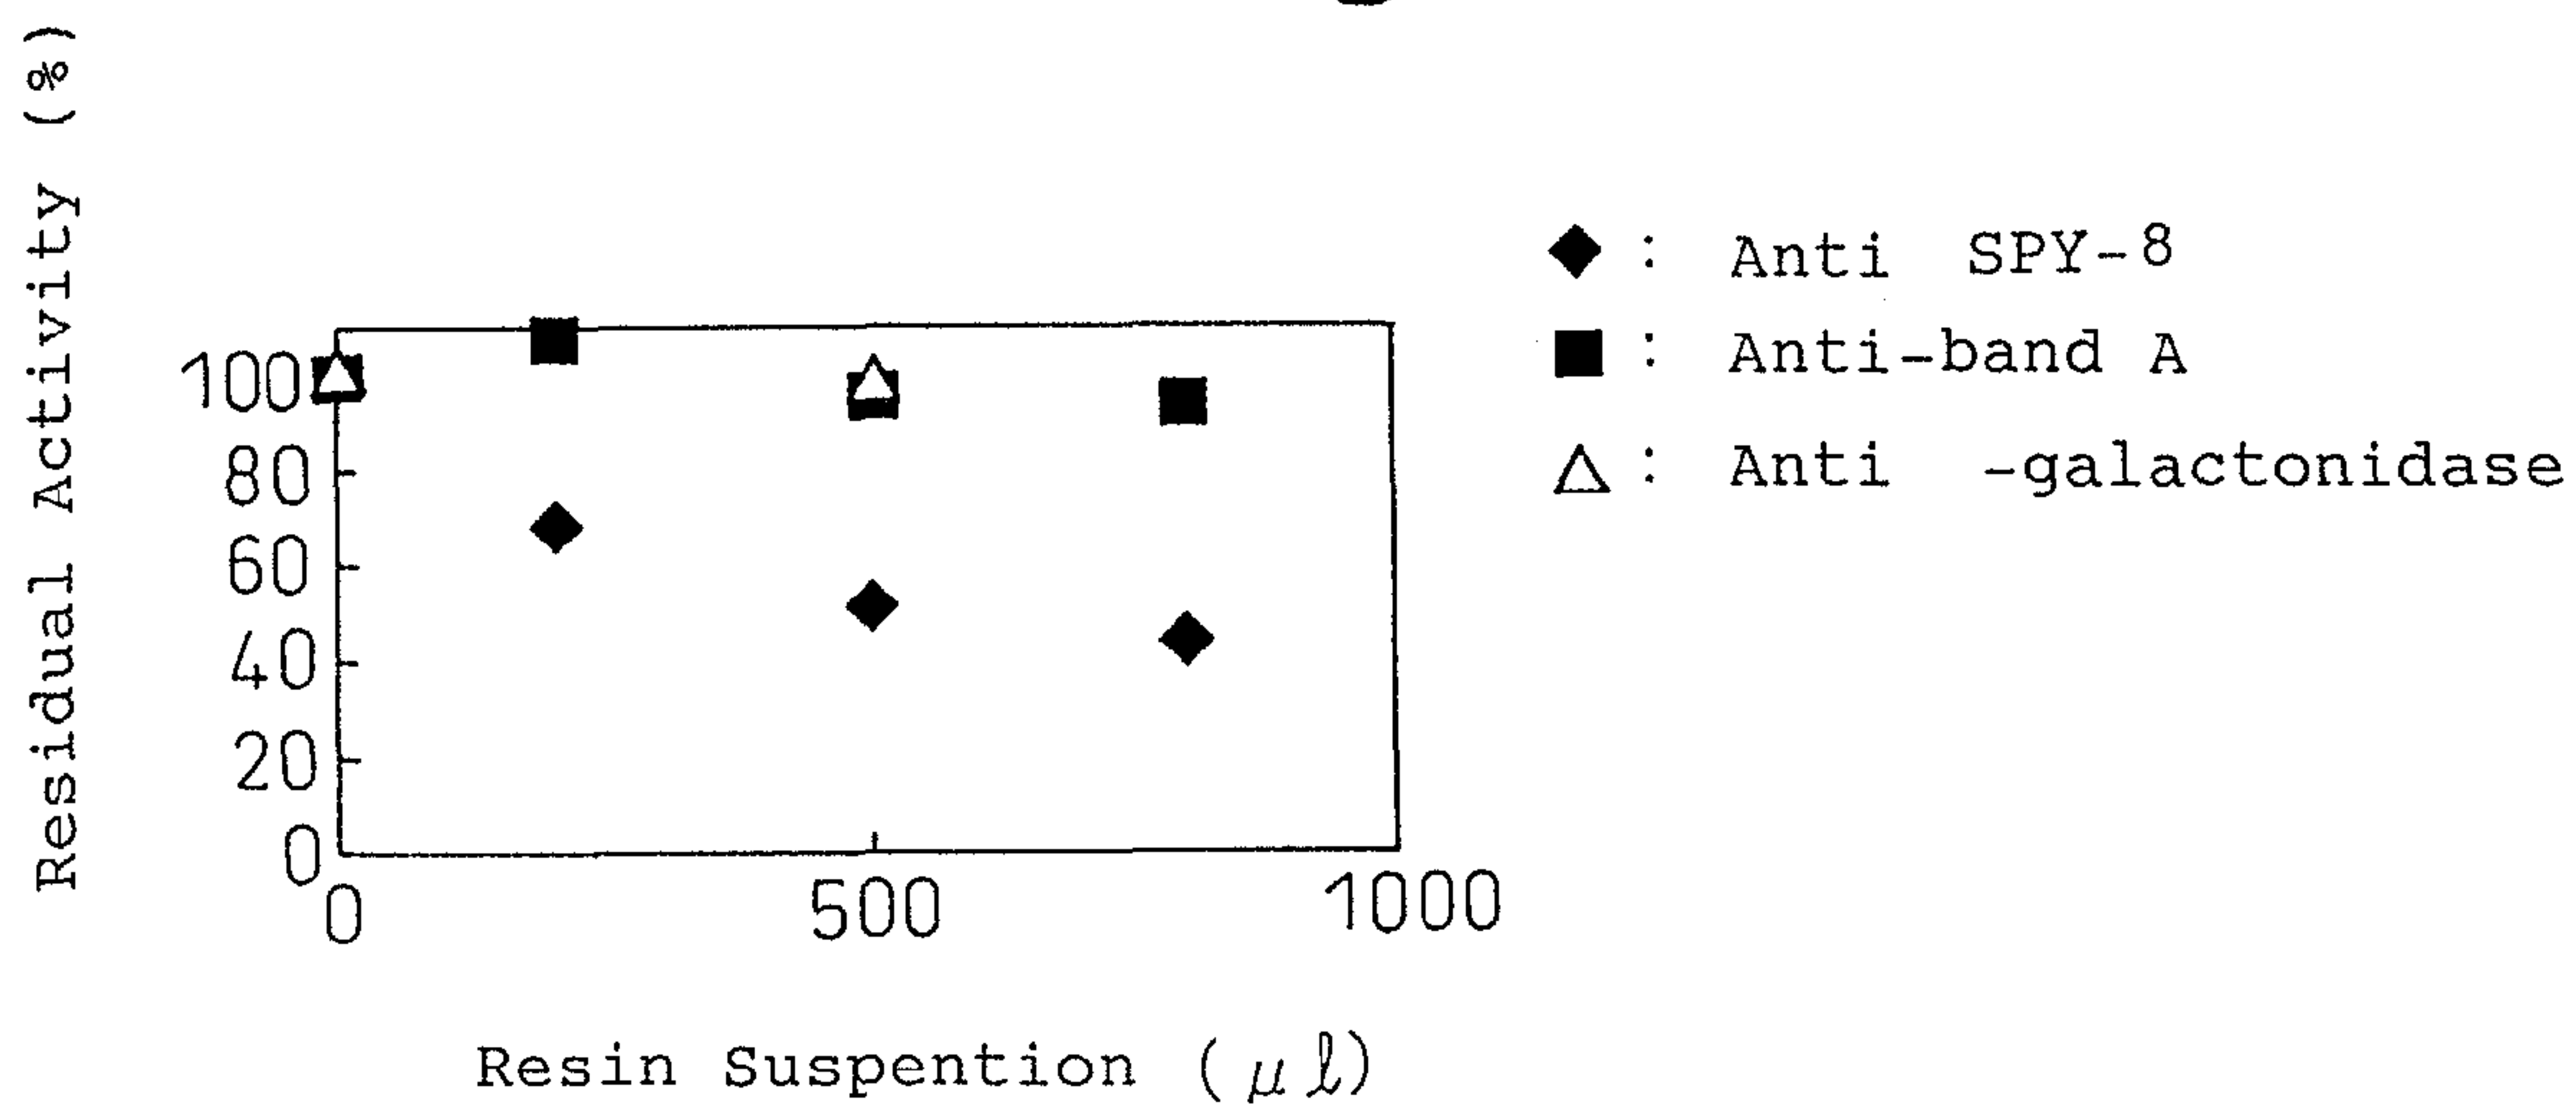 Residual Activity (%)
100
80
60
40
20
0
0 500 1000
Resin Suspention (μl)
◆: Anti SPY-8
■: Anti-band A
△: Anti -galactonidase